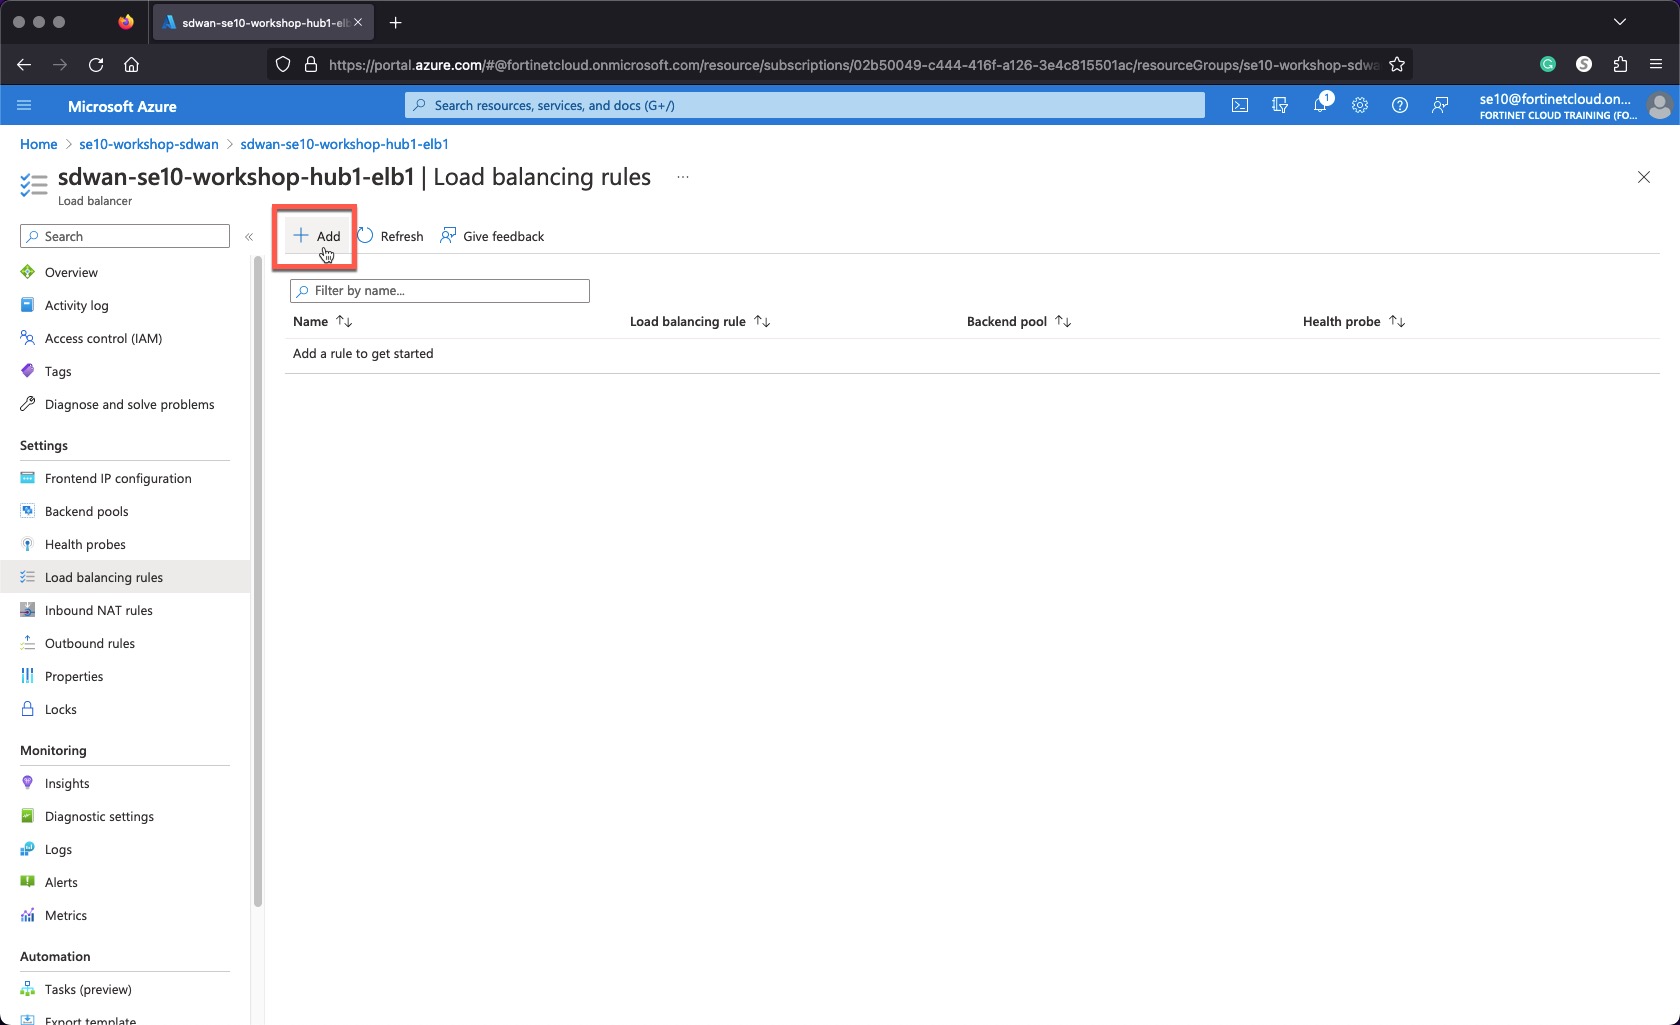 sdwan-se10-workshop-hub1-elb
https://portal.azure.com/#@fortinetcloud.onmicrosoft.com/resource/subscriptions/02b50049-c444-416f-a126-3e4c815501ac/resourceGroups/se10-workshop-sdwa
Microsoft Azure
Search resources, services, and docs (G+/)
1
se10@fortinetcloud.on...
FORTINET CLOUD TRAINING (FO...
Home > se10-workshop-sdwan > sdwan-se10-workshop-hub1-elb1
sdwan-se10-workshop-hub1-elb1 | Load balancing rules ...
Load balancer
Search
«
Add
Refresh
Give feedback
Overview
Activity log
Access control (IAM)
Tags
Diagnose and solve problems
Settings
Frontend IP configuration
Backend pools
Health probes
Load balancing rules
Inbound NAT rules
Outbound rules
Properties
Locks
Monitoring
Insights
Diagnostic settings
Logs
Alerts
Metrics
Automation
Tasks (preview)
Export template
Filter by name...
Name ↑↓ Load balancing rule ↑↓ Backend pool ↑↓ Health probe ↑↓
Add a rule to get started